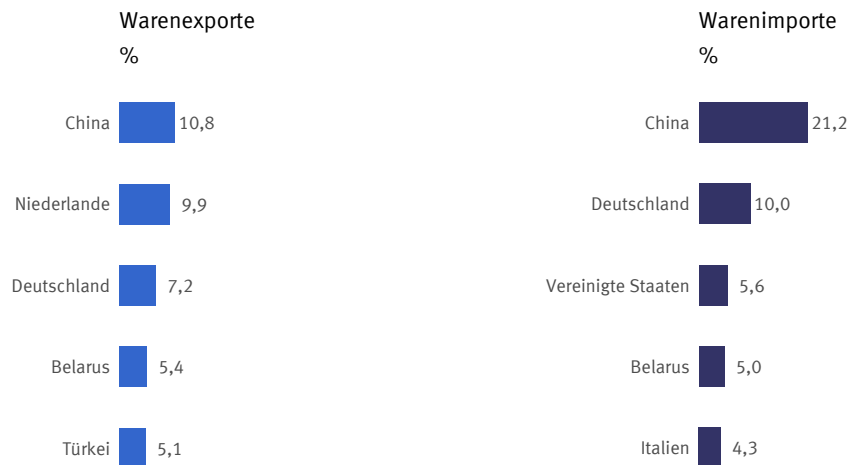 Warenexporte
%
China 10,8
Niederlande 9,9
Deutschland 7,2
Belarus 5,4
Türkei 5,1
Warenimporte
%
China 21,2
Deutschland 10,0
Vereinigte Staaten 5,6
Belarus 5,0
Italien 4,3